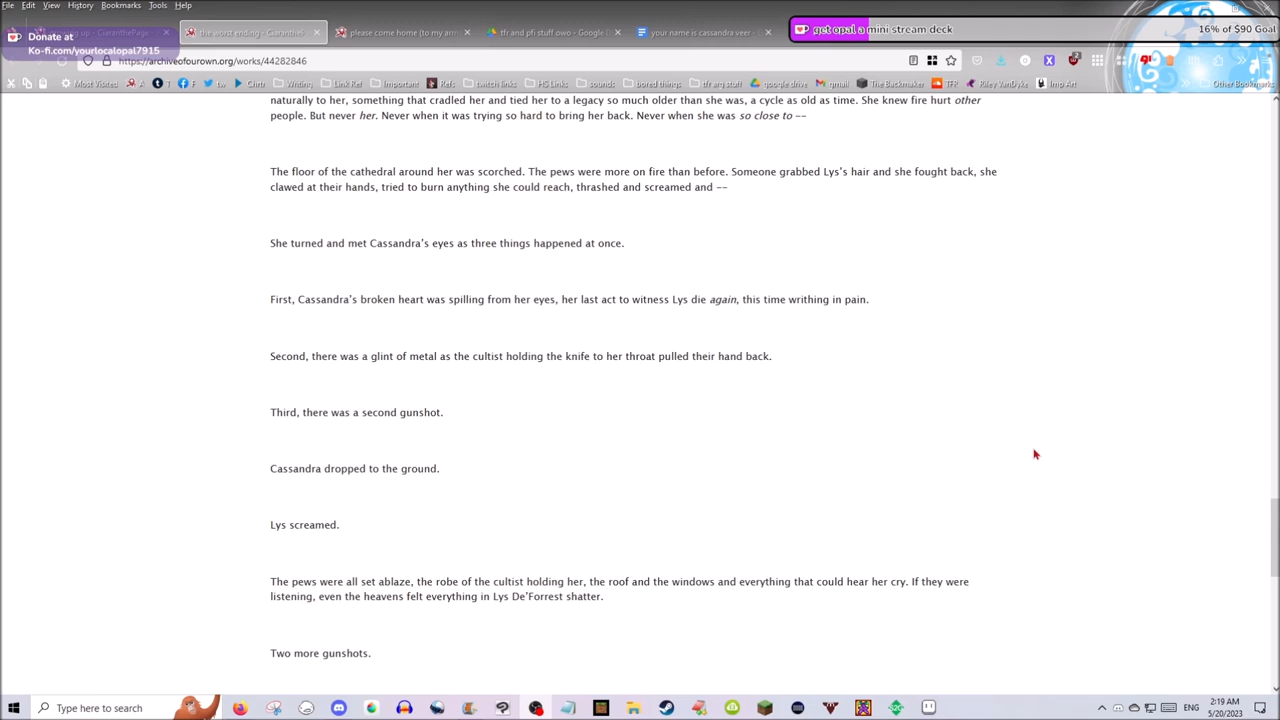 File Edit View History Bookmarks Tools Help
Donate at
Ko-fi.com/yourlocalopal7915
the worst ending - Ciaranthe
please come home (to my arm
tfr and pfi stuff owo - Google D
your name is cassandra veer -
get opal a mini stream deck
16% of $90 Goal
https://archiveofourown.org/works/44282846
Most Visited
Writing
Link Ref
Important
Refs
twitch links
HS Links
sounds
bored things
tfr arg stuff
google drive
gmail
The Backmaker
TFP
Riley VanDyke
Imp Art
Other Bookmarks
naturally to her, something that cradled her and tied her to a legacy so much older than she was, a cycle as old as time. She knew fire hurt other
people. But never her. Never when it was trying so hard to bring her back. Never when she was so close to --
The floor of the cathedral around her was scorched. The pews were more on fire than before. Someone grabbed Lys's hair and she fought back, she
clawed at their hands, tried to burn anything she could reach, thrashed and screamed and --
She turned and met Cassandra's eyes as three things happened at once.
First, Cassandra's broken heart was spilling from her eyes, her last act to witness Lys die again, this time writhing in pain.
Second, there was a glint of metal as the cultist holding the knife to her throat pulled their hand back.
Third, there was a second gunshot.
Cassandra dropped to the ground.
Lys screamed.
The pews were all set ablaze, the robe of the cultist holding her, the roof and the windows and everything that could hear her cry. If they were
listening, even the heavens felt everything in Lys De'Forrest shatter.
Two more gunshots.
Type here to search
ENG
2:19 AM
5/20/2023